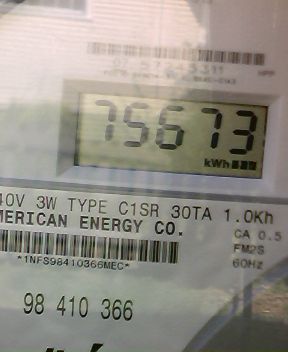 75673
kWh
40V 3W TYPE C1SR 30TA 1.0Kh
MERICAN ENERGY CO.
CA 0.5
FM2S
60Hz
*1NFS98410366MEC*
98 410 366